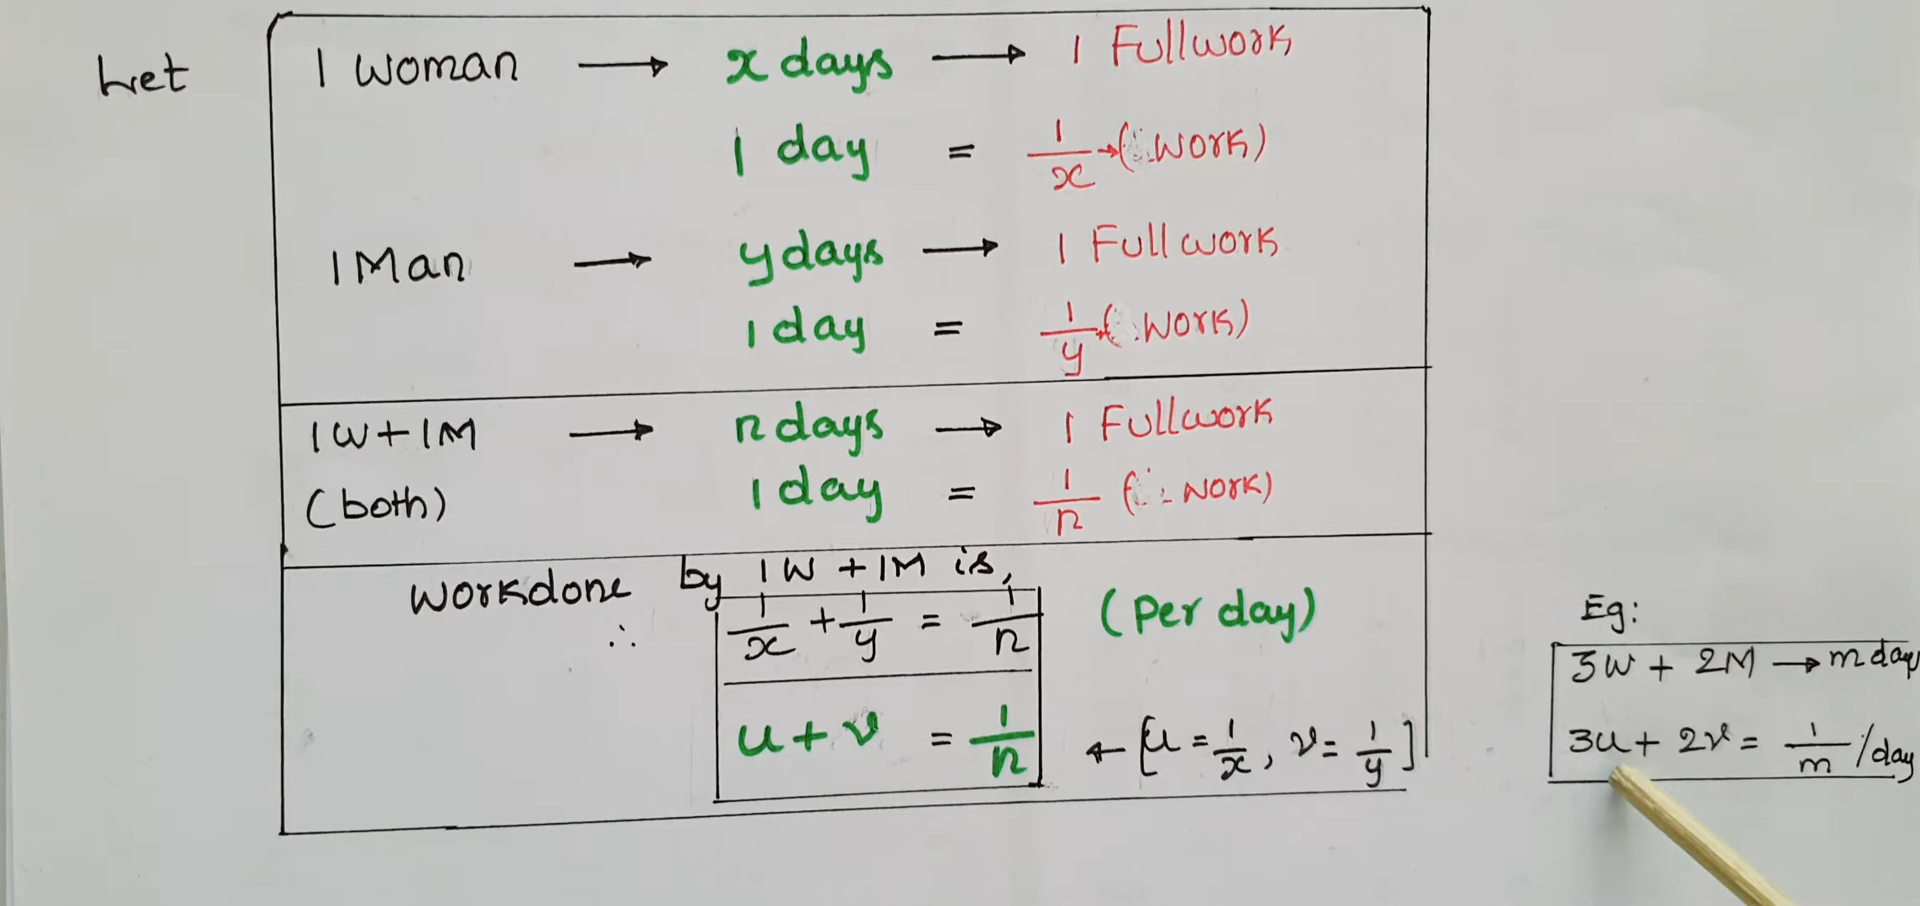 Let 1 woman → x days → 1 Fullwork
1 day = 1/x → (work)
1 Man → y days → 1 Full work
1 day = 1/y → (work)
1W + 1M → n days → 1 Fullwork
(both) 1 day = 1/n (work)
Workdone by 1W + 1M is,
∴ 1/x + 1/y = 1/n (Per day)
u + v = 1/n ← [u = 1/x, v = 1/y]
Eg:
3W + 2M → m days
3u + 2v = 1/m /day